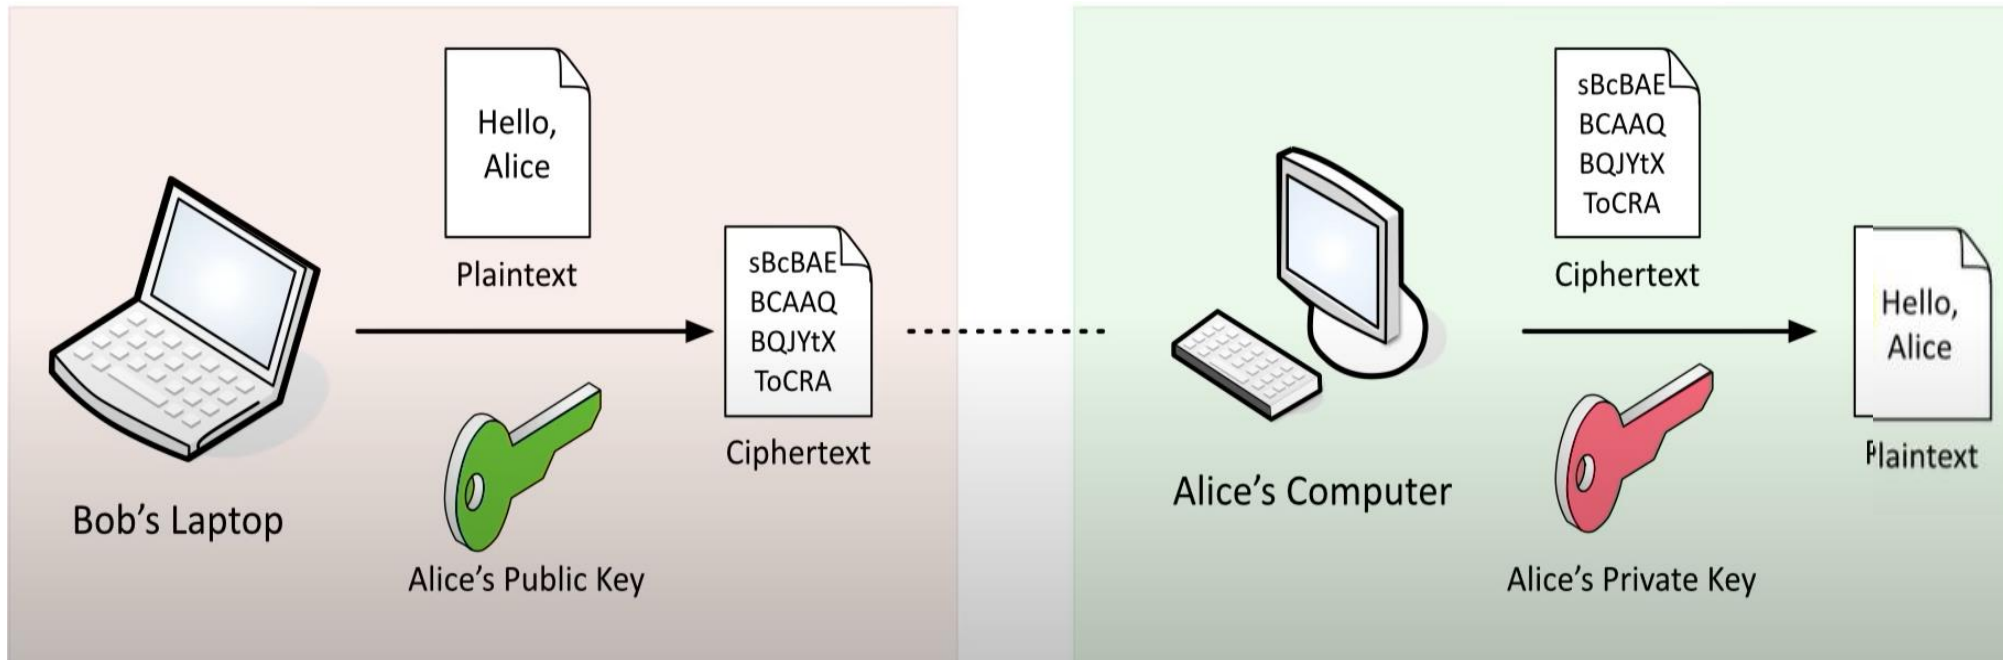 Hello,
Alice
Plaintext
sBcBAE
BCAAQ
BQJYtX
ToCRA
Ciphertext
Bob's Laptop
Alice's Public Key
sBcBAE
BCAAQ
BQJYtX
ToCRA
Ciphertext
Hello,
Alice
Plaintext
Alice's Computer
Alice's Private Key